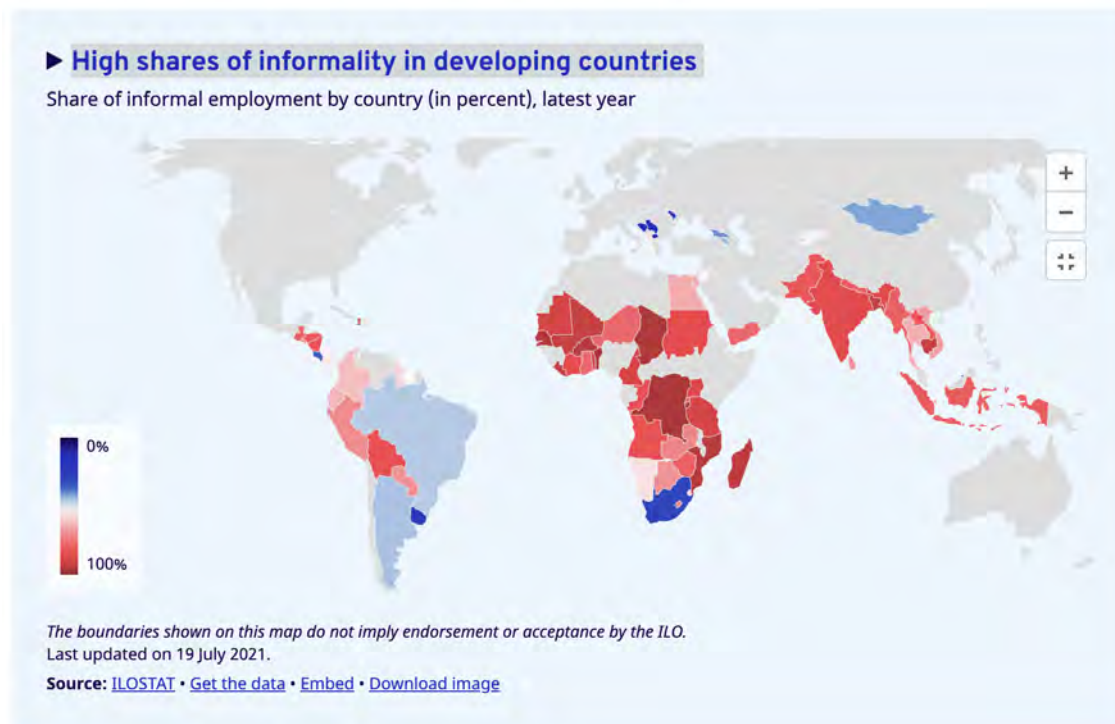 ▶ High shares of informality in developing countries
Share of informal employment by country (in percent), latest year
+
−
0%
100%
The boundaries shown on this map do not imply endorsement or acceptance by the ILO.
Last updated on 19 July 2021.
Source: ILOSTAT • Get the data • Embed • Download image